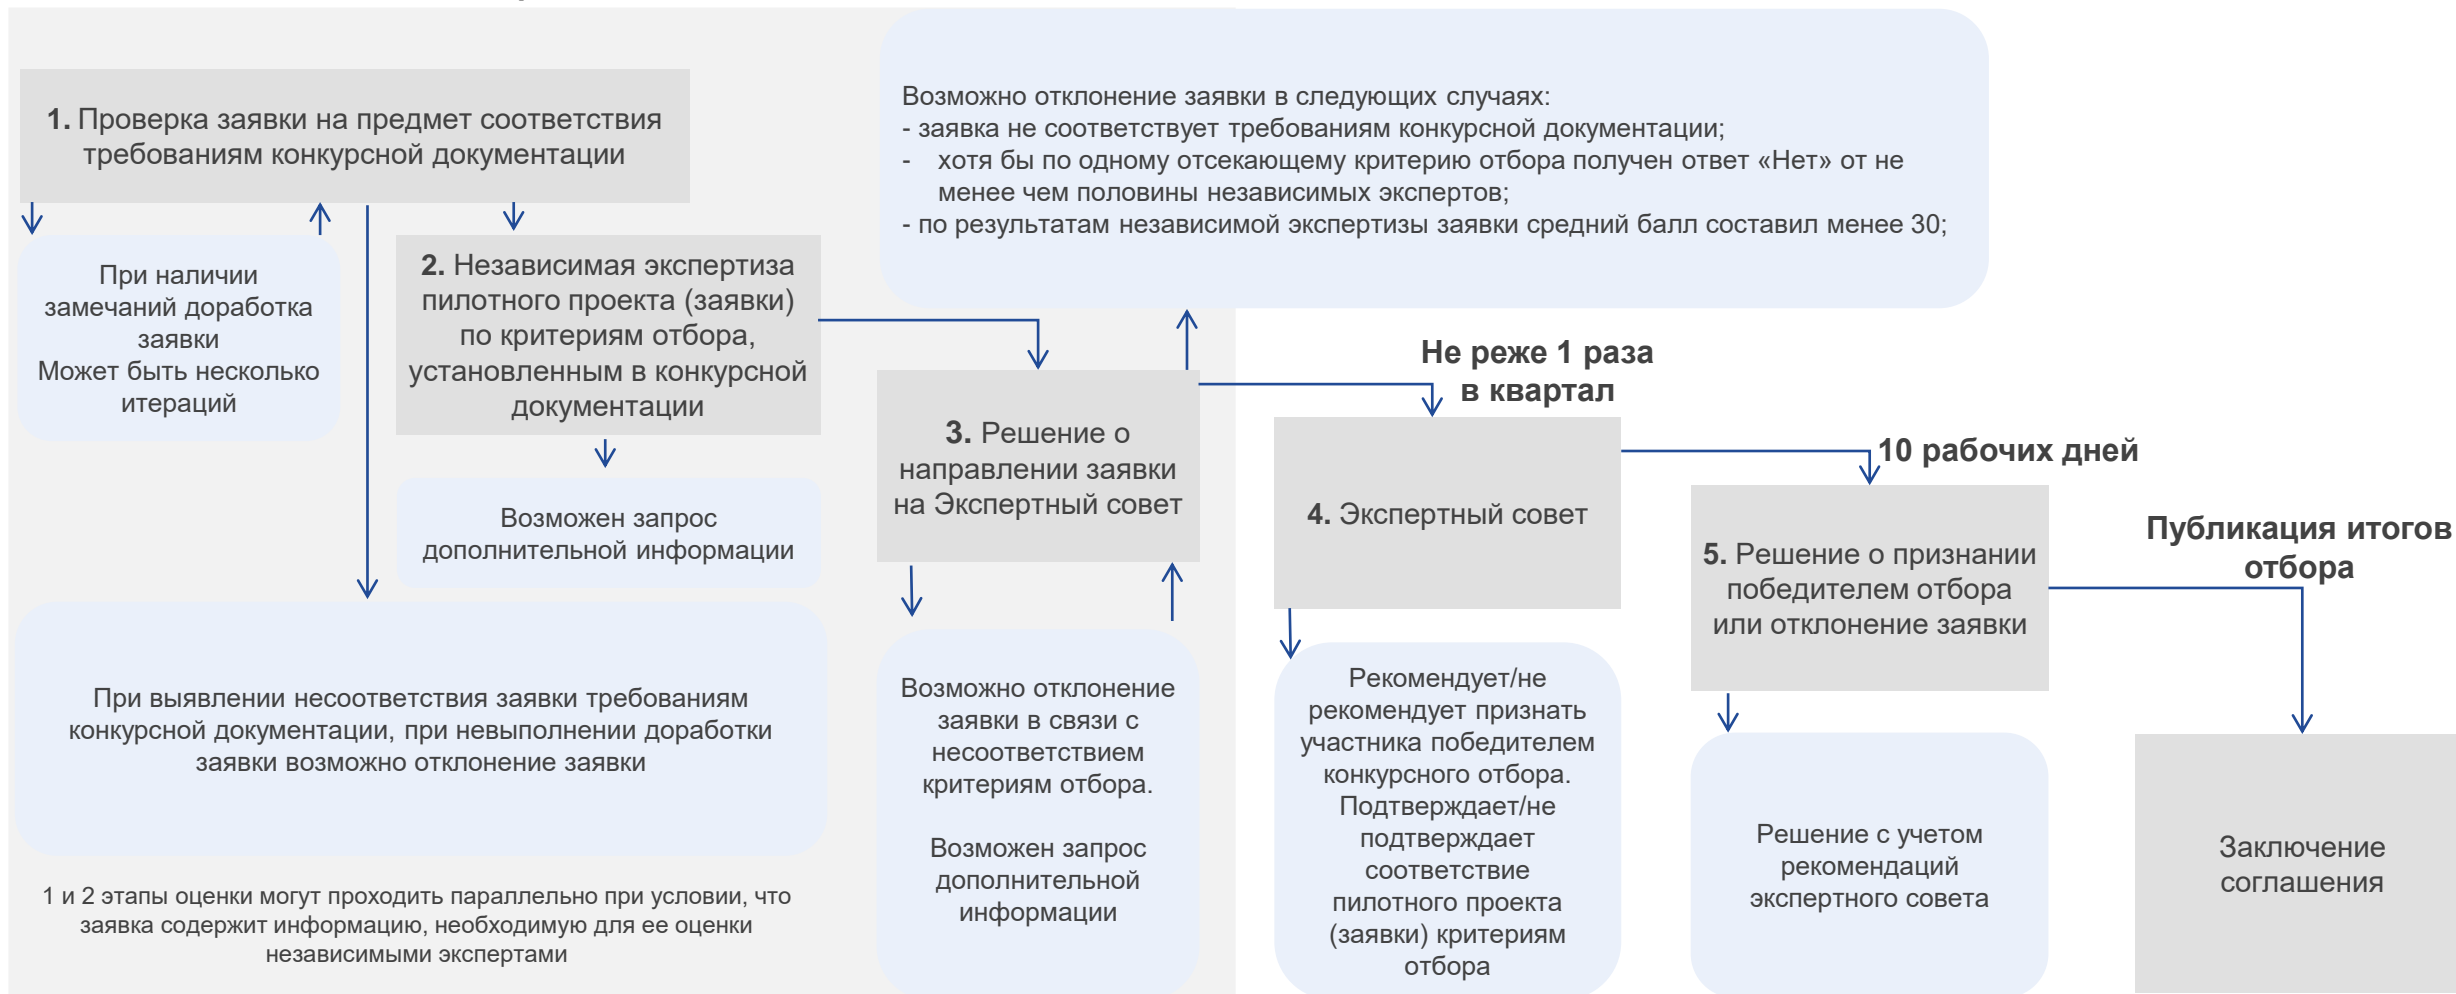 1. Проверка заявки на предмет соответствия
требованиям конкурсной документации
При наличии
замечаний доработка
заявки
Может быть несколько
итераций
2. Независимая экспертиза
пилотного проекта (заявки)
по критериям отбора,
установленным в конкурсной
документации
Возможен запрос
дополнительной информации
При выявлении несоответствия заявки требованиям
конкурсной документации, при невыполнении доработки
заявки возможно отклонение заявки
1 и 2 этапы оценки могут проходить параллельно при условии, что
заявка содержит информацию, необходимую для ее оценки
независимыми экспертами
Возможно отклонение заявки в следующих случаях:
- заявка не соответствует требованиям конкурсной документации;
- хотя бы по одному отсекающему критерию отбора получен ответ «Нет» от не
менее чем половины независимых экспертов;
- по результатам независимой экспертизы заявки средний балл составил менее 30;
3. Решение о
направлении заявки
на Экспертный совет
Возможно отклонение
заявки в связи с
несоответствием
критериям отбора.
Возможен запрос
дополнительной
информации
Не реже 1 раза
в квартал
4. Экспертный совет
Рекомендует/не
рекомендует признать
участника победителем
конкурсного отбора.
Подтверждает/не
подтверждает
соответствие
пилотного проекта
(заявки) критериям
отбора
10 рабочих дней
5. Решение о признании
победителем отбора
или отклонение заявки
Решение с учетом
рекомендаций
экспертного совета
Публикация итогов
отбора
Заключение
соглашения